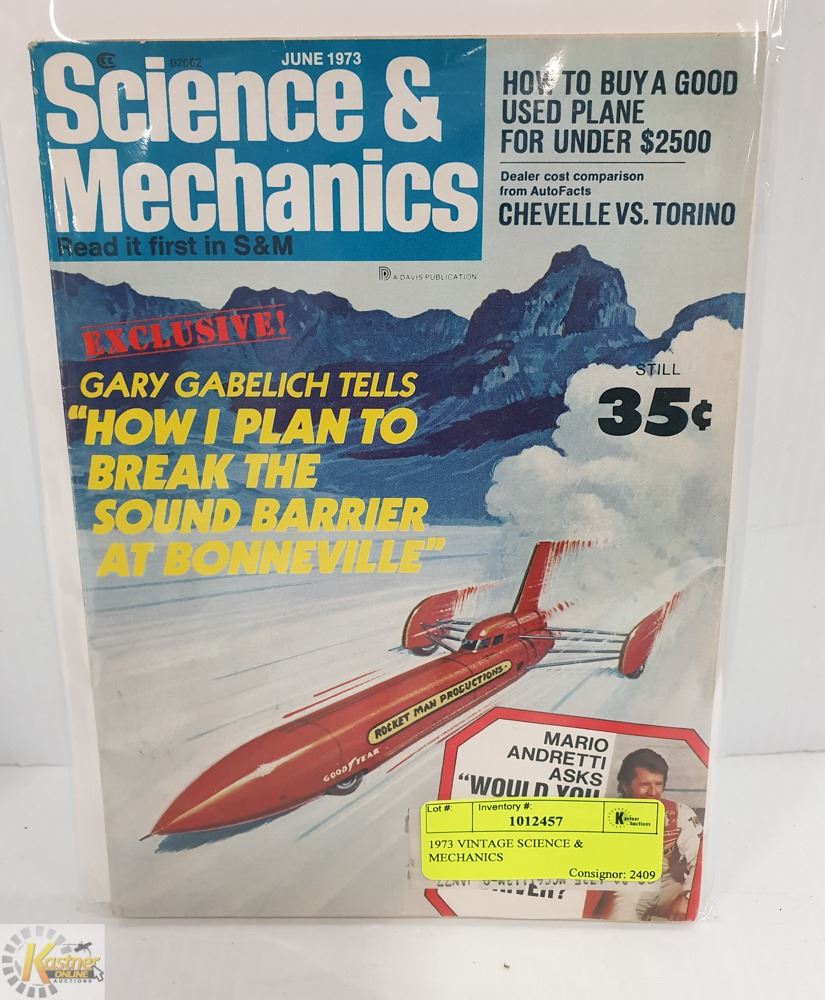 02062
JUNE 1973
Science &
Mechanics
Read it first in S&M
HOW TO BUY A GOOD
USED PLANE
FOR UNDER $2500
Dealer cost comparison
from AutoFacts
CHEVELLE VS. TORINO
A DAVIS PUBLICATION
EXCLUSIVE!
GARY GABELICH TELLS
"HOW I PLAN TO
BREAK THE
SOUND BARRIER
AT BONNEVILLE"
STILL
35¢
ROCKET MAN PRODUCTIONS
GOODYEAR
MARIO
ANDRETTI
ASKS
"WOULD YOU
Lot #:
Inventory #:
1012457
Kastner
Auctions
1973 VINTAGE SCIENCE &
MECHANICS
Consignor: 2409
Kastner
ONLINE
AUCTIONS